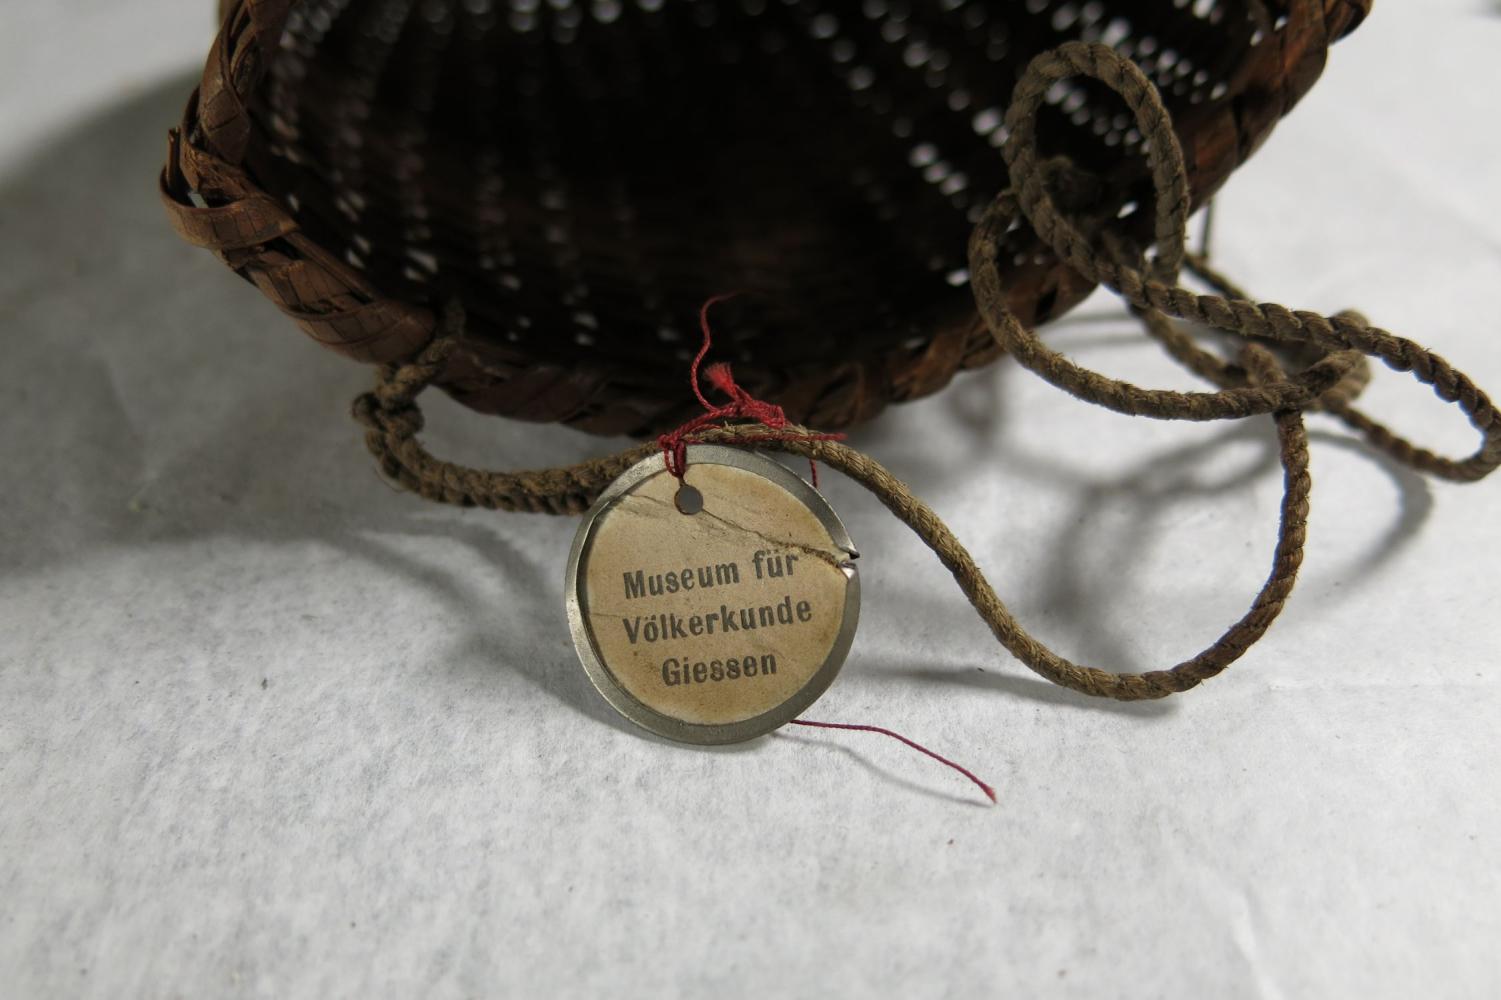 Museum für
Völkerkunde
Giessen